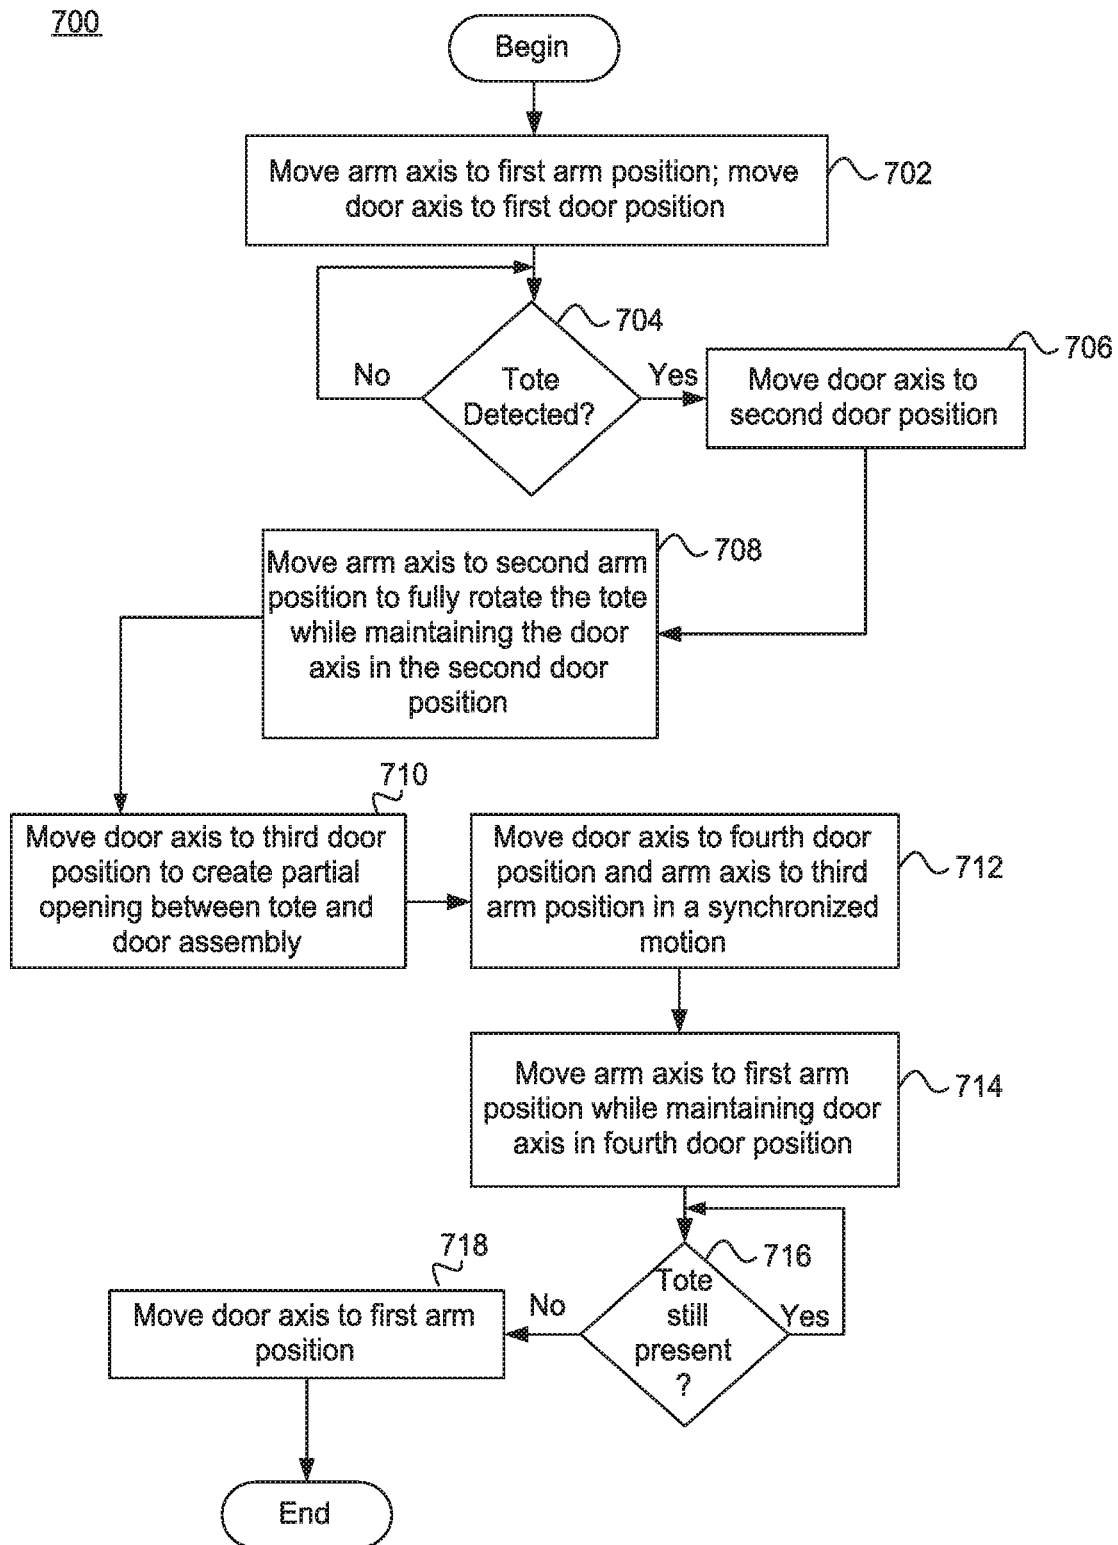 700
Begin
Move arm axis to first arm position; move
door axis to first door position
702
704
Tote
Detected?
No
Yes
706
Move door axis to
second door position
708
Move arm axis to second arm
position to fully rotate the tote
while maintaining the door
axis in the second door
position
710
Move door axis to third door
position to create partial
opening between tote and
door assembly
Move door axis to fourth door
position and arm axis to third
arm position in a synchronized
motion
712
Move arm axis to first arm
position while maintaining door
axis in fourth door position
714
716
Tote
still
present
?
Yes
No
718
Move door axis to first arm
position
End